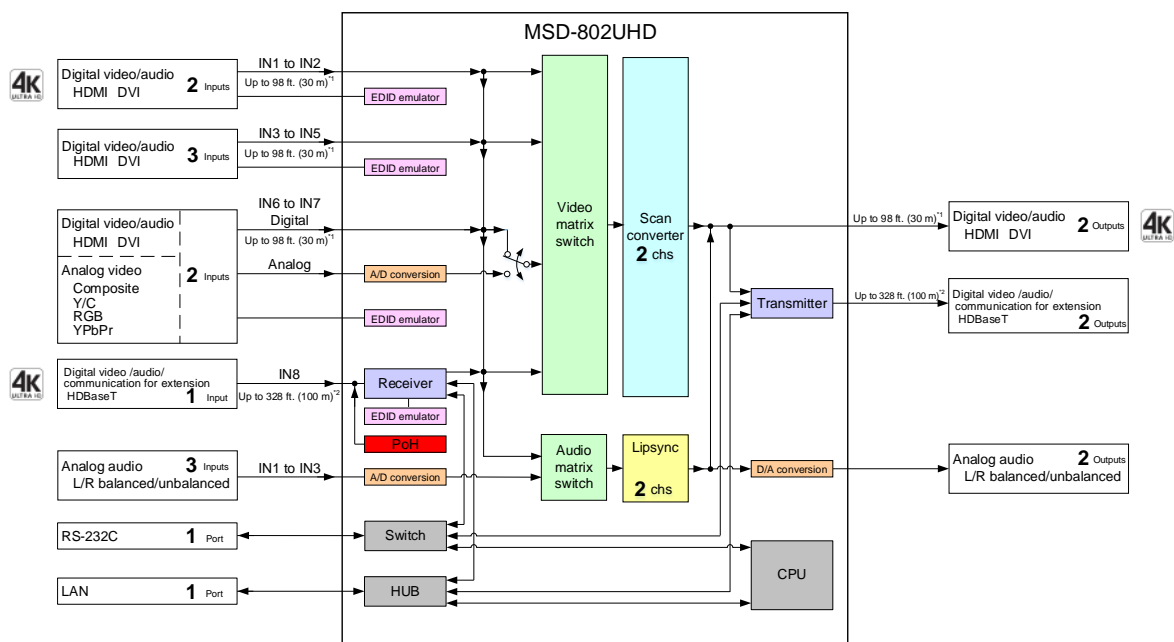 MSD-802UHD
4K
ULTRA HD
Digital video/audio
HDMI DVI
2 Inputs
IN1 to IN2
Up to 98 ft. (30 m)*1
EDID emulator
Digital video/audio
HDMI DVI
3 Inputs
IN3 to IN5
Up to 98 ft. (30 m)*1
EDID emulator
Digital video/audio
HDMI DVI
Analog video
Composite
Y/C
RGB
YPbPr
2 Inputs
IN6 to IN7
Digital
Up to 98 ft. (30 m)*1
Analog
A/D conversion
EDID emulator
4K
ULTRA HD
Digital video /audio/
communication for extension
HDBaseT
1 Input
IN8
Up to 328 ft. (100 m)*2
Receiver
EDID emulator
PoH
Analog audio
L/R balanced/unbalanced
3 Inputs
IN1 to IN3
A/D conversion
RS-232C
1 Port
Switch
LAN
1 Port
HUB
Video
matrix
switch
Scan
converter
2 chs
Audio
matrix
switch
Lipsync
2 chs
Transmitter
D/A conversion
CPU
Up to 98 ft. (30 m)*1
Digital video/audio
HDMI DVI
2 Outputs
4K
ULTRA HD
Up to 328 ft. (100 m)*2
Digital video /audio/
communication for extension
HDBaseT
2 Outputs
Analog audio
L/R balanced/unbalanced
2 Outputs